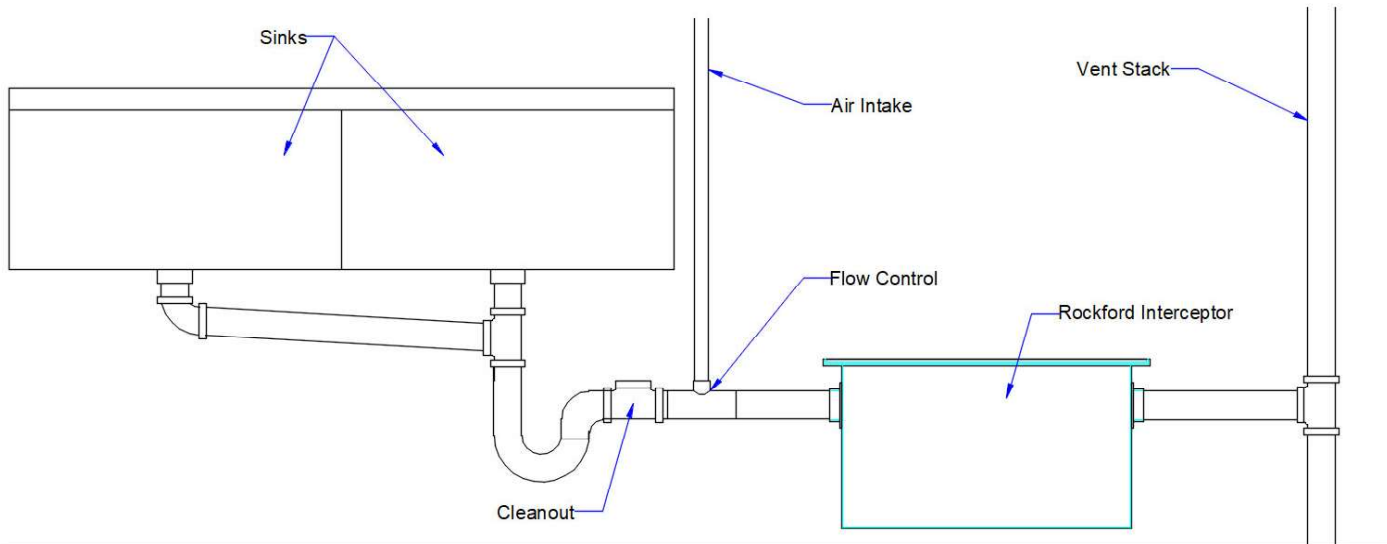 Sinks
Vent Stack
Air Intake
Flow Control
Rockford Interceptor
Cleanout